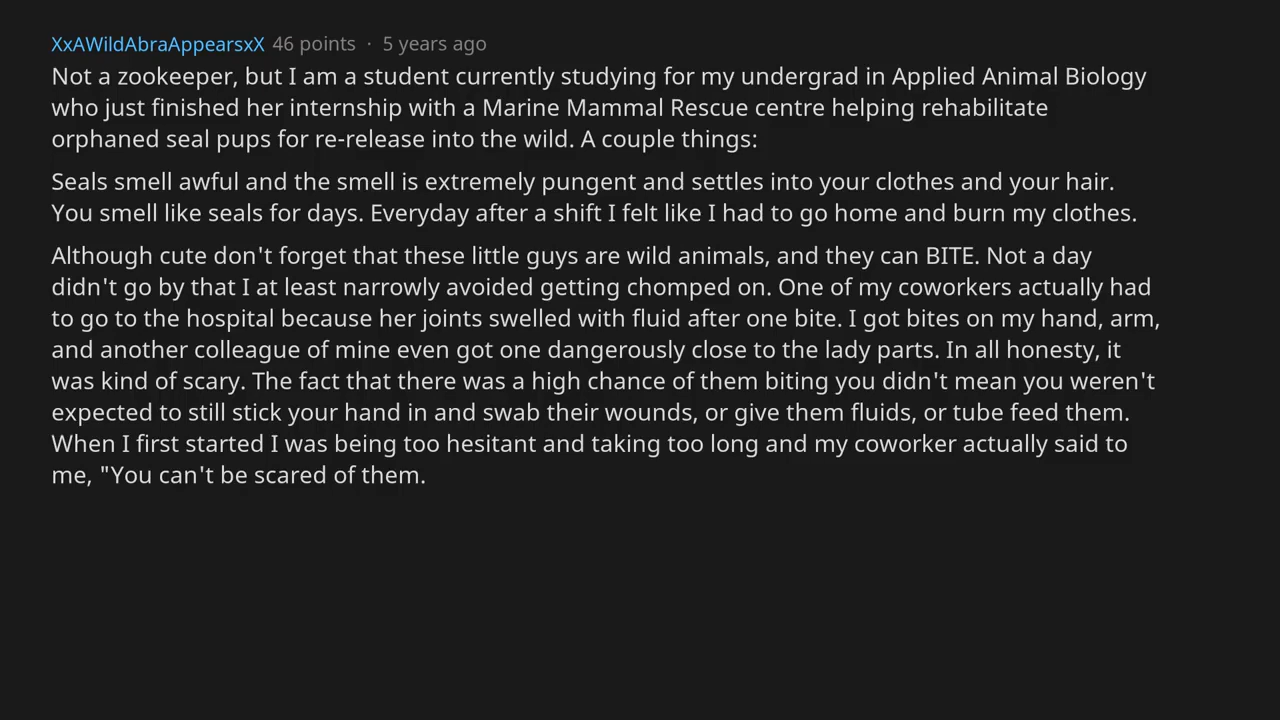 XxAWildAbraAppearsxX 46 points · 5 years ago
Not a zookeeper, but I am a student currently studying for my undergrad in Applied Animal Biology
who just finished her internship with a Marine Mammal Rescue centre helping rehabilitate
orphaned seal pups for re-release into the wild. A couple things:
Seals smell awful and the smell is extremely pungent and settles into your clothes and your hair.
You smell like seals for days. Everyday after a shift I felt like I had to go home and burn my clothes.
Although cute don't forget that these little guys are wild animals, and they can BITE. Not a day
didn't go by that I at least narrowly avoided getting chomped on. One of my coworkers actually had
to go to the hospital because her joints swelled with fluid after one bite. I got bites on my hand, arm,
and another colleague of mine even got one dangerously close to the lady parts. In all honesty, it
was kind of scary. The fact that there was a high chance of them biting you didn't mean you weren't
expected to still stick your hand in and swab their wounds, or give them fluids, or tube feed them.
When I first started I was being too hesitant and taking too long and my coworker actually said to
me, "You can't be scared of them.